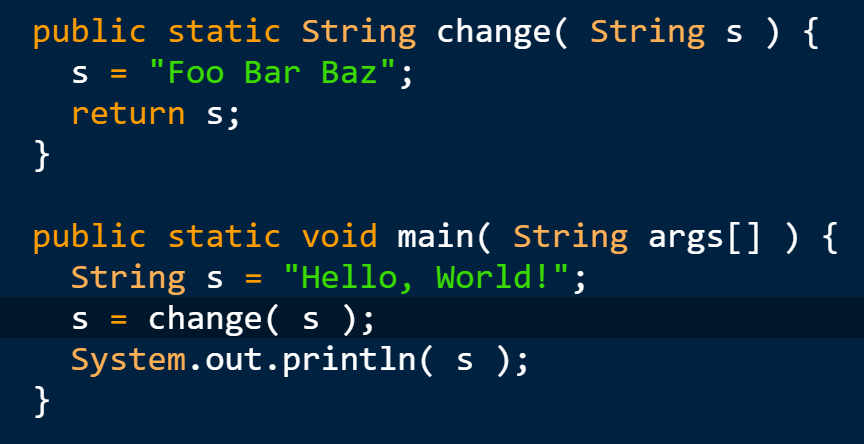 public static String change( String s ) {
  s = "Foo Bar Baz";
  return s;
}

public static void main( String args[] ) {
  String s = "Hello, World!";
  s = change( s );
  System.out.println( s );
}